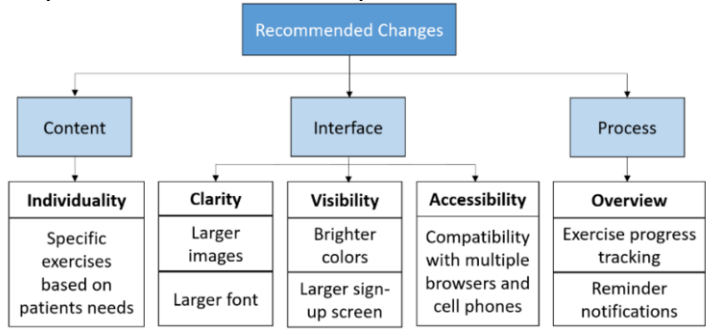 Recommended Changes
Content
Interface
Process
Individuality
Specific
exercises
based on
patients needs
Clarity
Larger
images
Larger font
Visibility
Brighter
colors
Larger sign-
up screen
Accessibility
Compatibility
with multiple
browsers and
cell phones
Overview
Exercise progress
tracking
Reminder
notifications